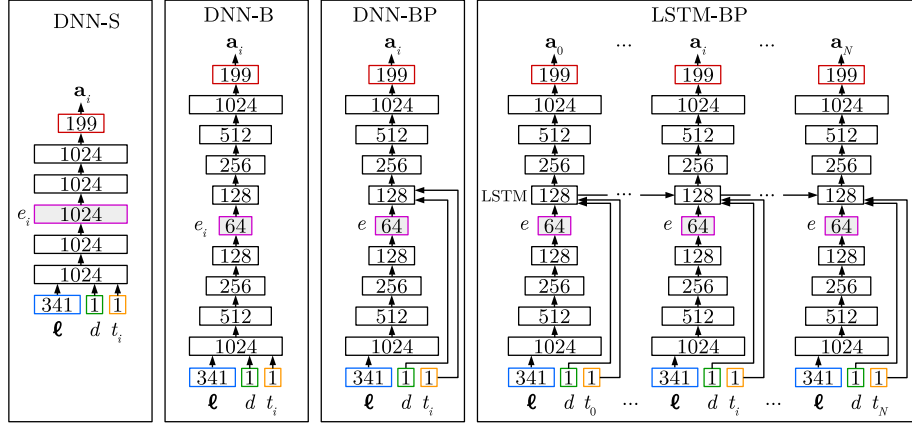 DNN-S
a_i
199
1024
1024
e_i 1024
1024
1024
341 1 1
ℓ d t_i
DNN-B
a_i
199
1024
512
256
128
e_i 64
128
256
512
1024
341 1 1
ℓ d t_i
DNN-BP
a_i
199
1024
512
256
128
e 64
128
256
512
1024
341 1 1
ℓ d t_i
LSTM-BP
a_0 ... a_i ... a_N
199 199 199
1024 1024 1024
512 512 512
256 256 256
LSTM 128 ... 128 ... 128
e 64 e 64 e 64
128 128 128
256 256 256
512 512 512
1024 1024 1024
341 1 1 341 1 1 341 1 1
ℓ d t_0 ... ℓ d t_i ... ℓ d t_N